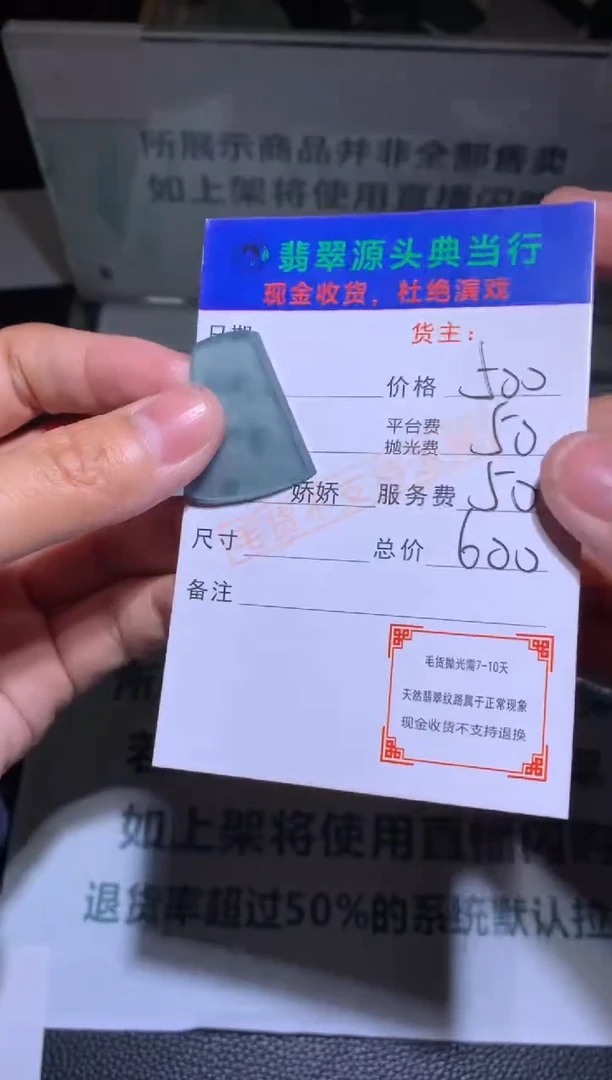 所展示商品并非全部售卖
如上架将使用直播闪购
翡翠源头典当行
现金收货，杜绝演戏
日期
货主：
价格 500
平台费
抛光费 50
娇娇 服务费 50
尺寸 总价 600
备注
毛货抛光需7-10天
天然翡翠纹路属于正常现象
现金收货不支持退换
如上架将使用直播闪
退货率超过50%的系统默认拉